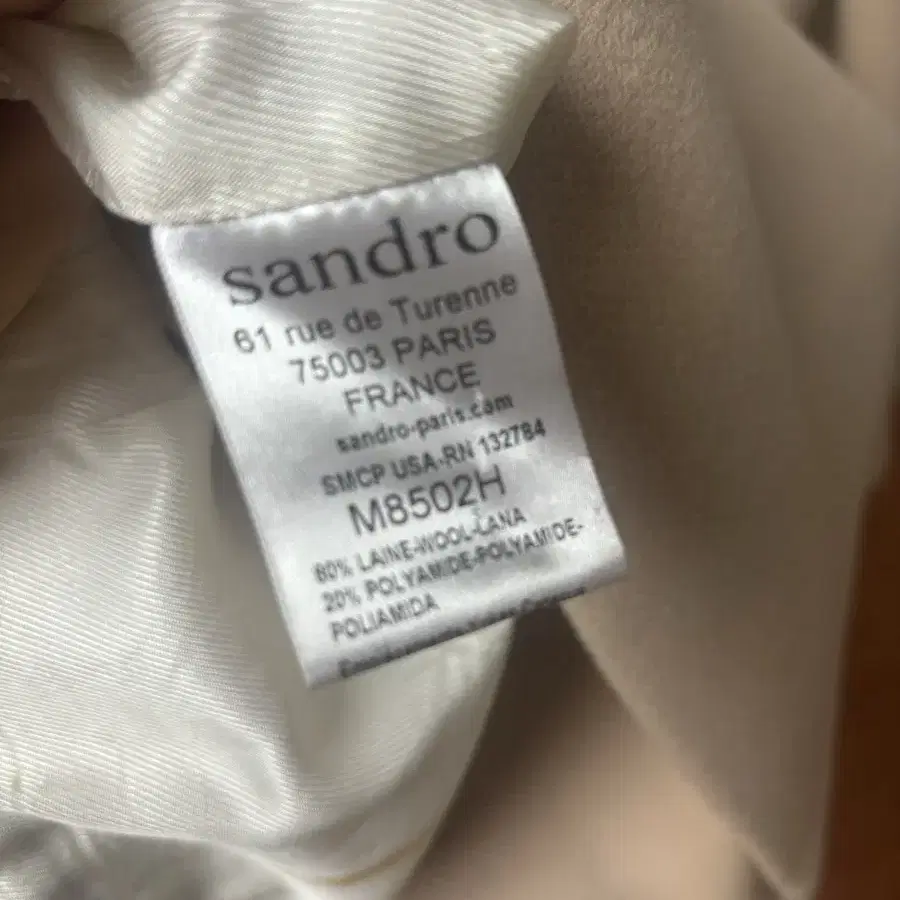 sandro
61 rue de Turenne
75003 PARIS
FRANCE
sandro-paris.com
SMCP USA-RN 132784
M8502H
80% LAINE-WOOL-LANA
20% POLYAMIDE-POLYAMIDE-
POLIAMIDA